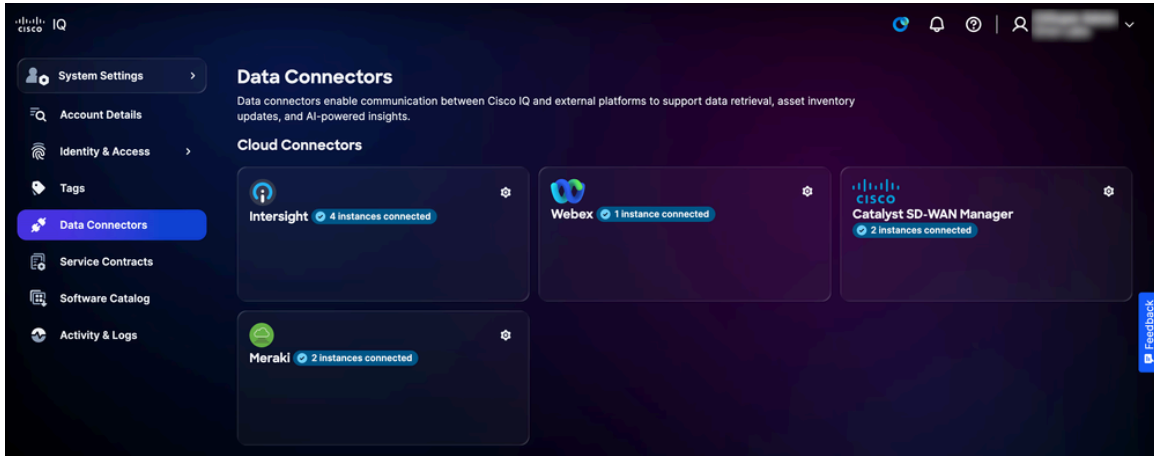 cisco IQ
System Settings
Account Details
Identity & Access
Tags
Data Connectors
Service Contracts
Software Catalog
Activity & Logs
Data Connectors
Data connectors enable communication between Cisco IQ and external platforms to support data retrieval, asset inventory
updates, and AI-powered insights.
Cloud Connectors
Intersight 4 instances connected
Webex 1 instance connected
CISCO
Catalyst SD-WAN Manager
2 instances connected
Meraki 2 instances connected
Feedback